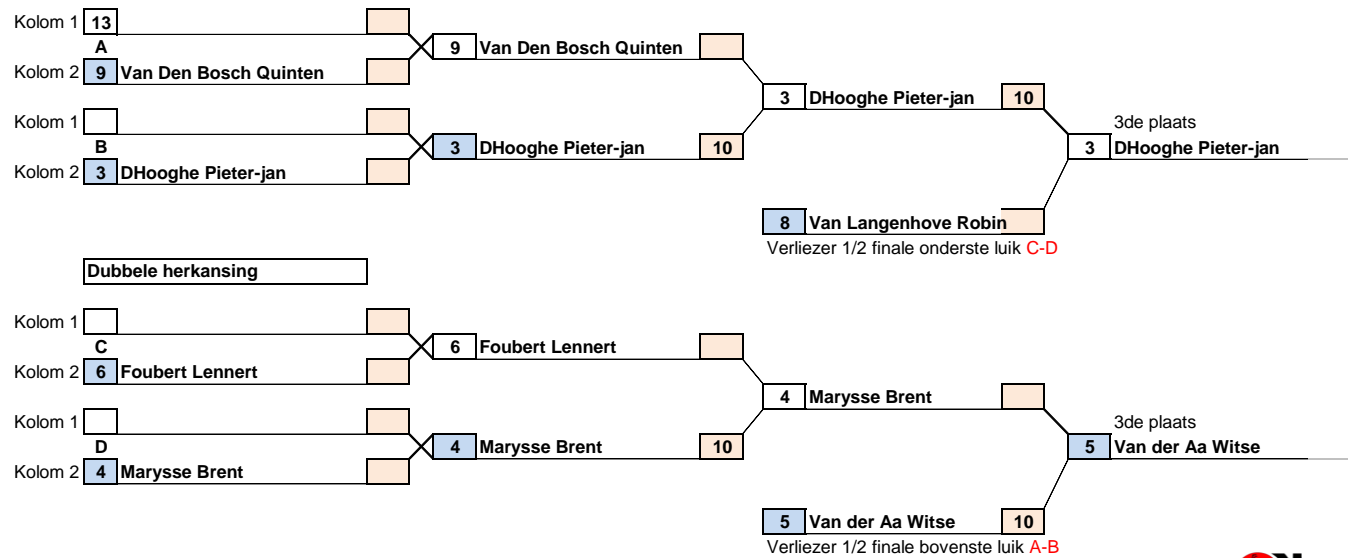 Kolom 1 13
A
9 Van Den Bosch Quinten
Kolom 2 9 Van Den Bosch Quinten
3 DHooghe Pieter-jan 10
Kolom 1
3de plaats
B
3 DHooghe Pieter-jan 10
3 DHooghe Pieter-jan
Kolom 2 3 DHooghe Pieter-jan
8 Van Langenhove Robin
Verliezer 1/2 finale onderste luik C-D
Dubbele herkansing
Kolom 1
C
6 Foubert Lennert
Kolom 2 6 Foubert Lennert
4 Marysse Brent
Kolom 1
3de plaats
D
4 Marysse Brent 10
5 Van der Aa Witse
Kolom 2 4 Marysse Brent
5 Van der Aa Witse 10
Verliezer 1/2 finale bovenste luik A-B